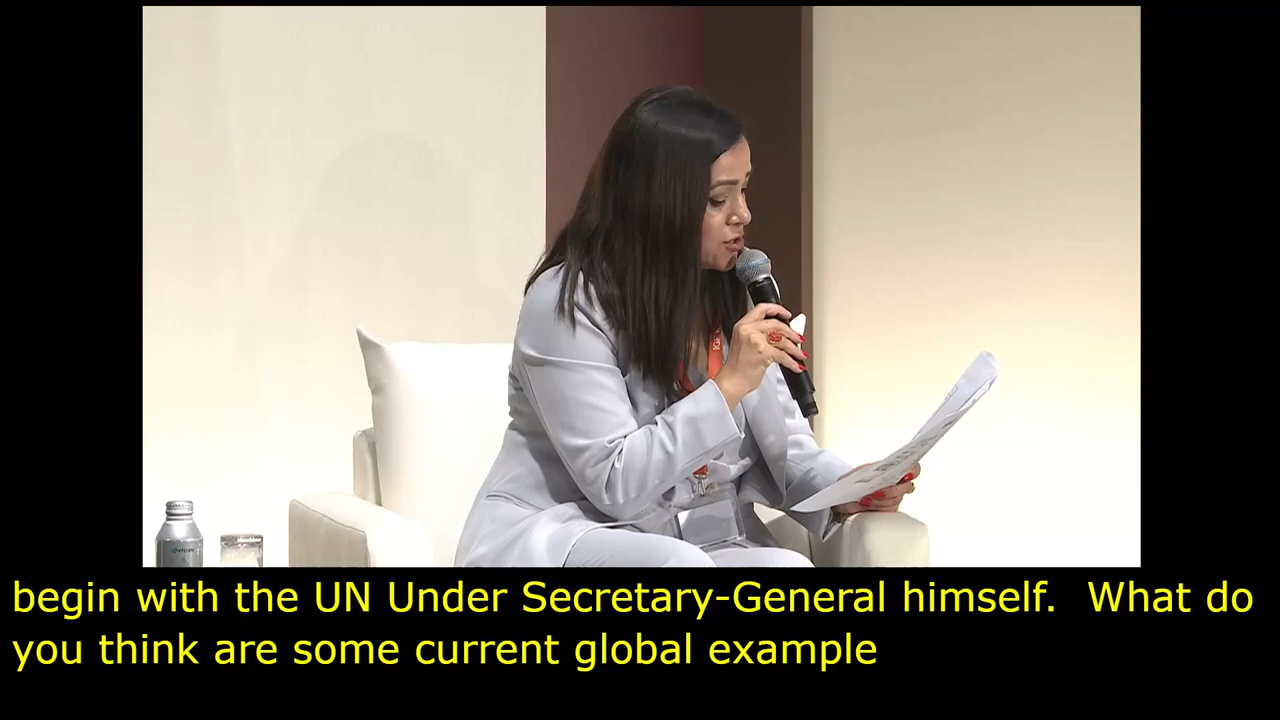 begin with the UN Under Secretary-General himself.  What do
you think are some current global example